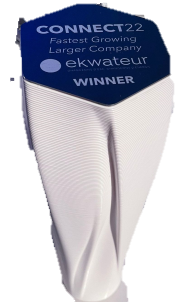 CONNECT22
Fastest Growing
Larger Company
ekwateur
WINNER